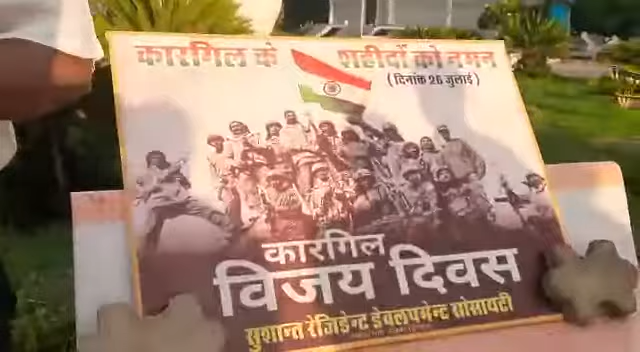 कारगिल के शहीदों को नमन
(दिनांक 26 जुलाई)
कारगिल
विजय दिवस
सुशान्त रेजिडेन्ट डेवलपमेन्ट सोसायटी